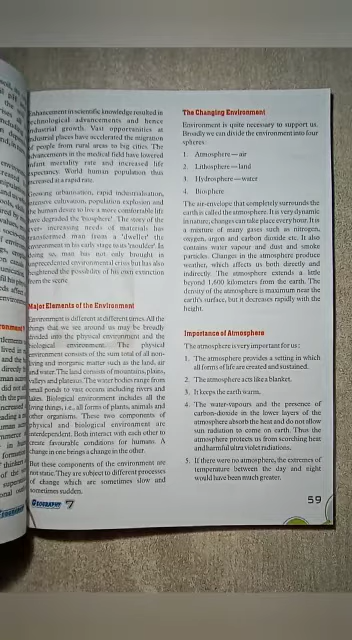 Enhancement in scientific knowledge resulted in
technological advancements and hence
industrial growth. Vast opportunities at
industrial places have accelerated the migration
of people from rural areas to big cities. The
advancements in the medical field have lowered
infant mortality rate and increased life
expectancy. World human population thus
increased at a rapid rate.
Growing urbanisation, rapid industrialisation,
intensive cultivation, population explosion and
the human desire to live a more comfortable life
have degraded the 'biosphere'. The story of the
ever- increasing needs of materials has
transformed man from a 'dweller' the
environment in his early stage to its 'moulder'. In
doing so, man has not only brought in
unprecedented environmental crisis but has also
heightened the possibility of his own extinction
from the scene.
Major Elements of the Environment
Environment is different at different times. All the
things that we see around us may be broadly
divided into the physical environment and the
biological environment. The physical
environment consists of the sum total of all non-
living and inorganic matter such as the land, air
and water. The land consists of mountains, plains,
valleys and plateaus. The water bodies range from
small ponds to vast oceans including rivers and
lakes. Biological environment includes all the
living things, i.e., all forms of plants, animals and
other organisms. These two components of
physical and biological environment are
interdependent. Both interact with each other to
create favourable conditions for humans. A
change in one brings a change in the other.
But these components of the environment are
not static. They are subject to different processes
of change which are sometimes slow and
sometimes sudden.
GEOGRAPHY 7
The Changing Environment
Environment is quite necessary to support us.
Broadly we can divide the environment into four
spheres:
1. Atmosphere—air
2. Lithosphere—land
3. Hydrosphere—water
4. Biosphere
The air-envelope that completely surrounds the
earth is called the atmosphere. It is very dynamic
in nature; changes can take place every hour. It is
a mixture of many gases such as nitrogen,
oxygen, argon and carbon dioxide etc. It also
contains water vapour and dust and smoke
particles. Changes in the atmosphere produce
weather, which affects us both directly and
indirectly. The atmosphere extends a little
beyond 1,600 kilometres from the earth. The
density of the atmosphere is maximum near the
earth's surface, but it decreases rapidly with the
height.
Importance of Atmosphere
The atmosphere is very important for us :
1. The atmosphere provides a setting in which
all forms of life are created and sustained.
2. The atmosphere acts like a blanket.
3. It keeps the earth warm.
4. The water-vapours and the presence of
carbon-dioxide in the lower layers of the
atmosphere absorb the heat and do not allow
sun radiation to come on earth. Thus the
atmosphere protects us from scorching heat
and harmful ultra violet radiations.
5. If there were no atmosphere, the extremes of
temperature between the day and night
would have been much greater.
59